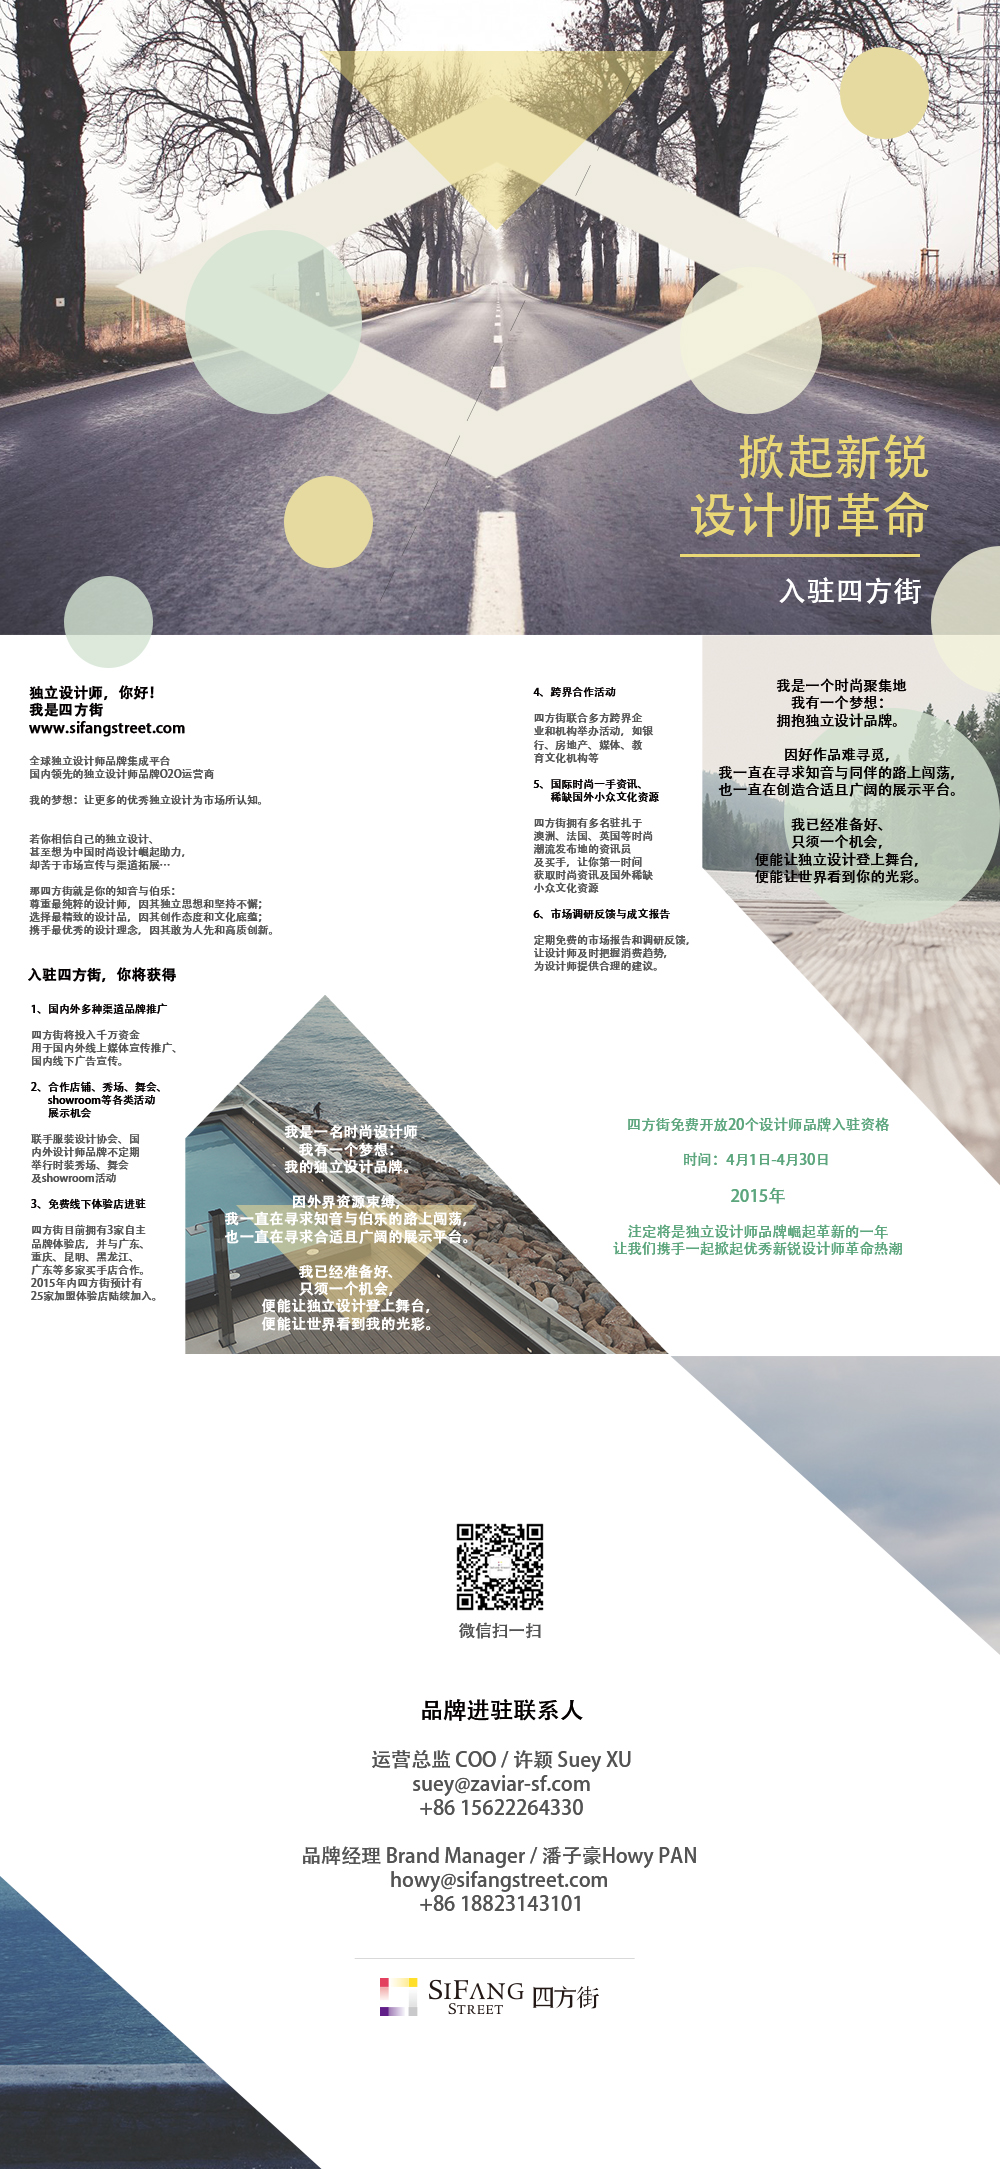 掀起新锐
设计师革命
入驻四方街
独立设计师，你好！
我是四方街
www.sifangstreet.com
全球独立设计师品牌集成平台
国内领先的独立设计师品牌O2O运营商
我的梦想：让更多的优秀独立设计为市场所认知。
若你相信自己的独立设计、
甚至想为中国时尚设计崛起助力，
却苦于市场宣传与渠道拓展…
那四方街就是你的知音与伯乐：
尊重最纯粹的设计师，因其独立思想和坚持不懈；
选择最精致的设计品，因其创作态度和文化底蕴；
携手最优秀的设计理念，因其敢为人先和高质创新。
入驻四方街，你将获得
1、国内外多种渠道品牌推广
四方街将投入千万资金
用于国内外线上媒体宣传推广、
国内线下广告宣传。
2、合作店铺、秀场、舞会、
showroom等各类活动
展示机会
联手服装设计协会、国
内外设计师品牌不定期
举行时装秀场、舞会
及showroom活动
3、免费线下体验店进驻
四方街目前拥有3家自主
品牌体验店，并与广东、
重庆、昆明、黑龙江、
广东等多家买手店合作。
2015年内四方街预计有
25家加盟体验店陆续加入。
4、跨界合作活动
四方街联合多方跨界企
业和机构举办活动，如银
行、房地产、媒体、教
育文化机构等
5、国际时尚一手资讯、
稀缺国外小众文化资源
四方街拥有多名驻扎于
澳洲、法国、英国等时尚
潮流发布地的资讯员
及买手，让你第一时间
获取时尚资讯及国外稀缺
小众文化资源
6、市场调研反馈与成文报告
定期免费的市场报告和调研反馈，
让设计师及时把握消费趋势，
为设计师提供合理的建议。
我是一个时尚聚集地
我有一个梦想：
拥抱独立设计品牌。
因好作品难寻觅，
我一直在寻求知音与同伴的路上闯荡，
也一直在创造合适且广阔的展示平台。
我已经准备好、
只须一个机会，
便能让独立设计登上舞台，
便能让世界看到你的光彩。
我是一名时尚设计师
我有一个梦想：
我的独立设计品牌。
因外界资源束缚，
我一直在寻求知音与伯乐的路上闯荡，
也一直在寻求合适且广阔的展示平台。
我已经准备好、
只须一个机会，
便能让独立设计登上舞台，
便能让世界看到我的光彩。
四方街免费开放20个设计师品牌入驻资格
时间：4月1日-4月30日
2015年
注定将是独立设计师品牌崛起革新的一年
让我们携手一起掀起优秀新锐设计师革命热潮
微信扫一扫
品牌进驻联系人
运营总监 COO / 许颖 Suey XU
suey@zaviar-sf.com
+86 15622264330
品牌经理 Brand Manager / 潘子豪Howy PAN
howy@sifangstreet.com
+86 18823143101
SIFANG
STREET
四方街